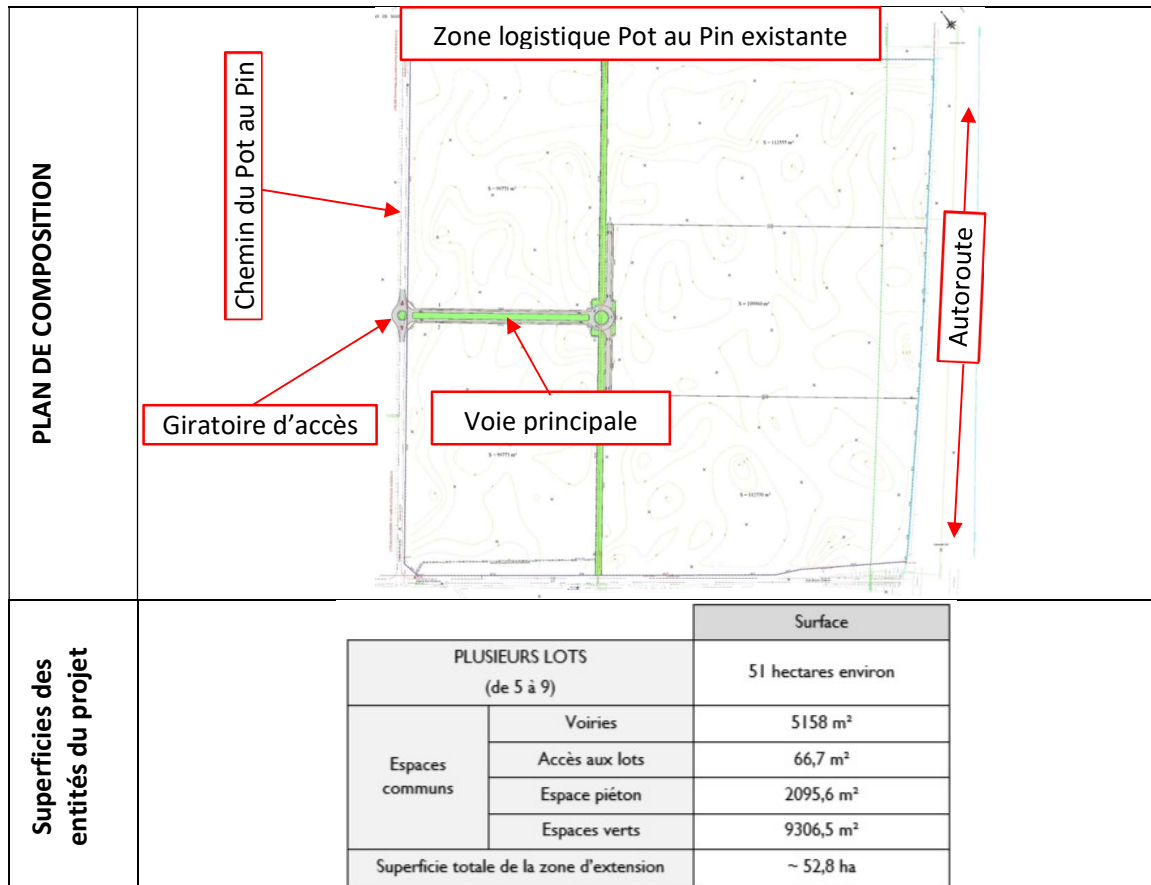 PLAN DE COMPOSITION
Zone logistique Pot au Pin existante
Chemin du Pot au Pin
Autoroute
Giratoire d’accès
Voie principale
Superficies des
entités du projet
Surface
PLUSIEURS LOTS
(de 5 à 9)
51 hectares environ
Espaces
communs
Voiries
5158 m²
Accès aux lots
66,7 m²
Espace piéton
2095,6 m²
Espaces verts
9306,5 m²
Superficie totale de la zone d'extension
~ 52,8 ha